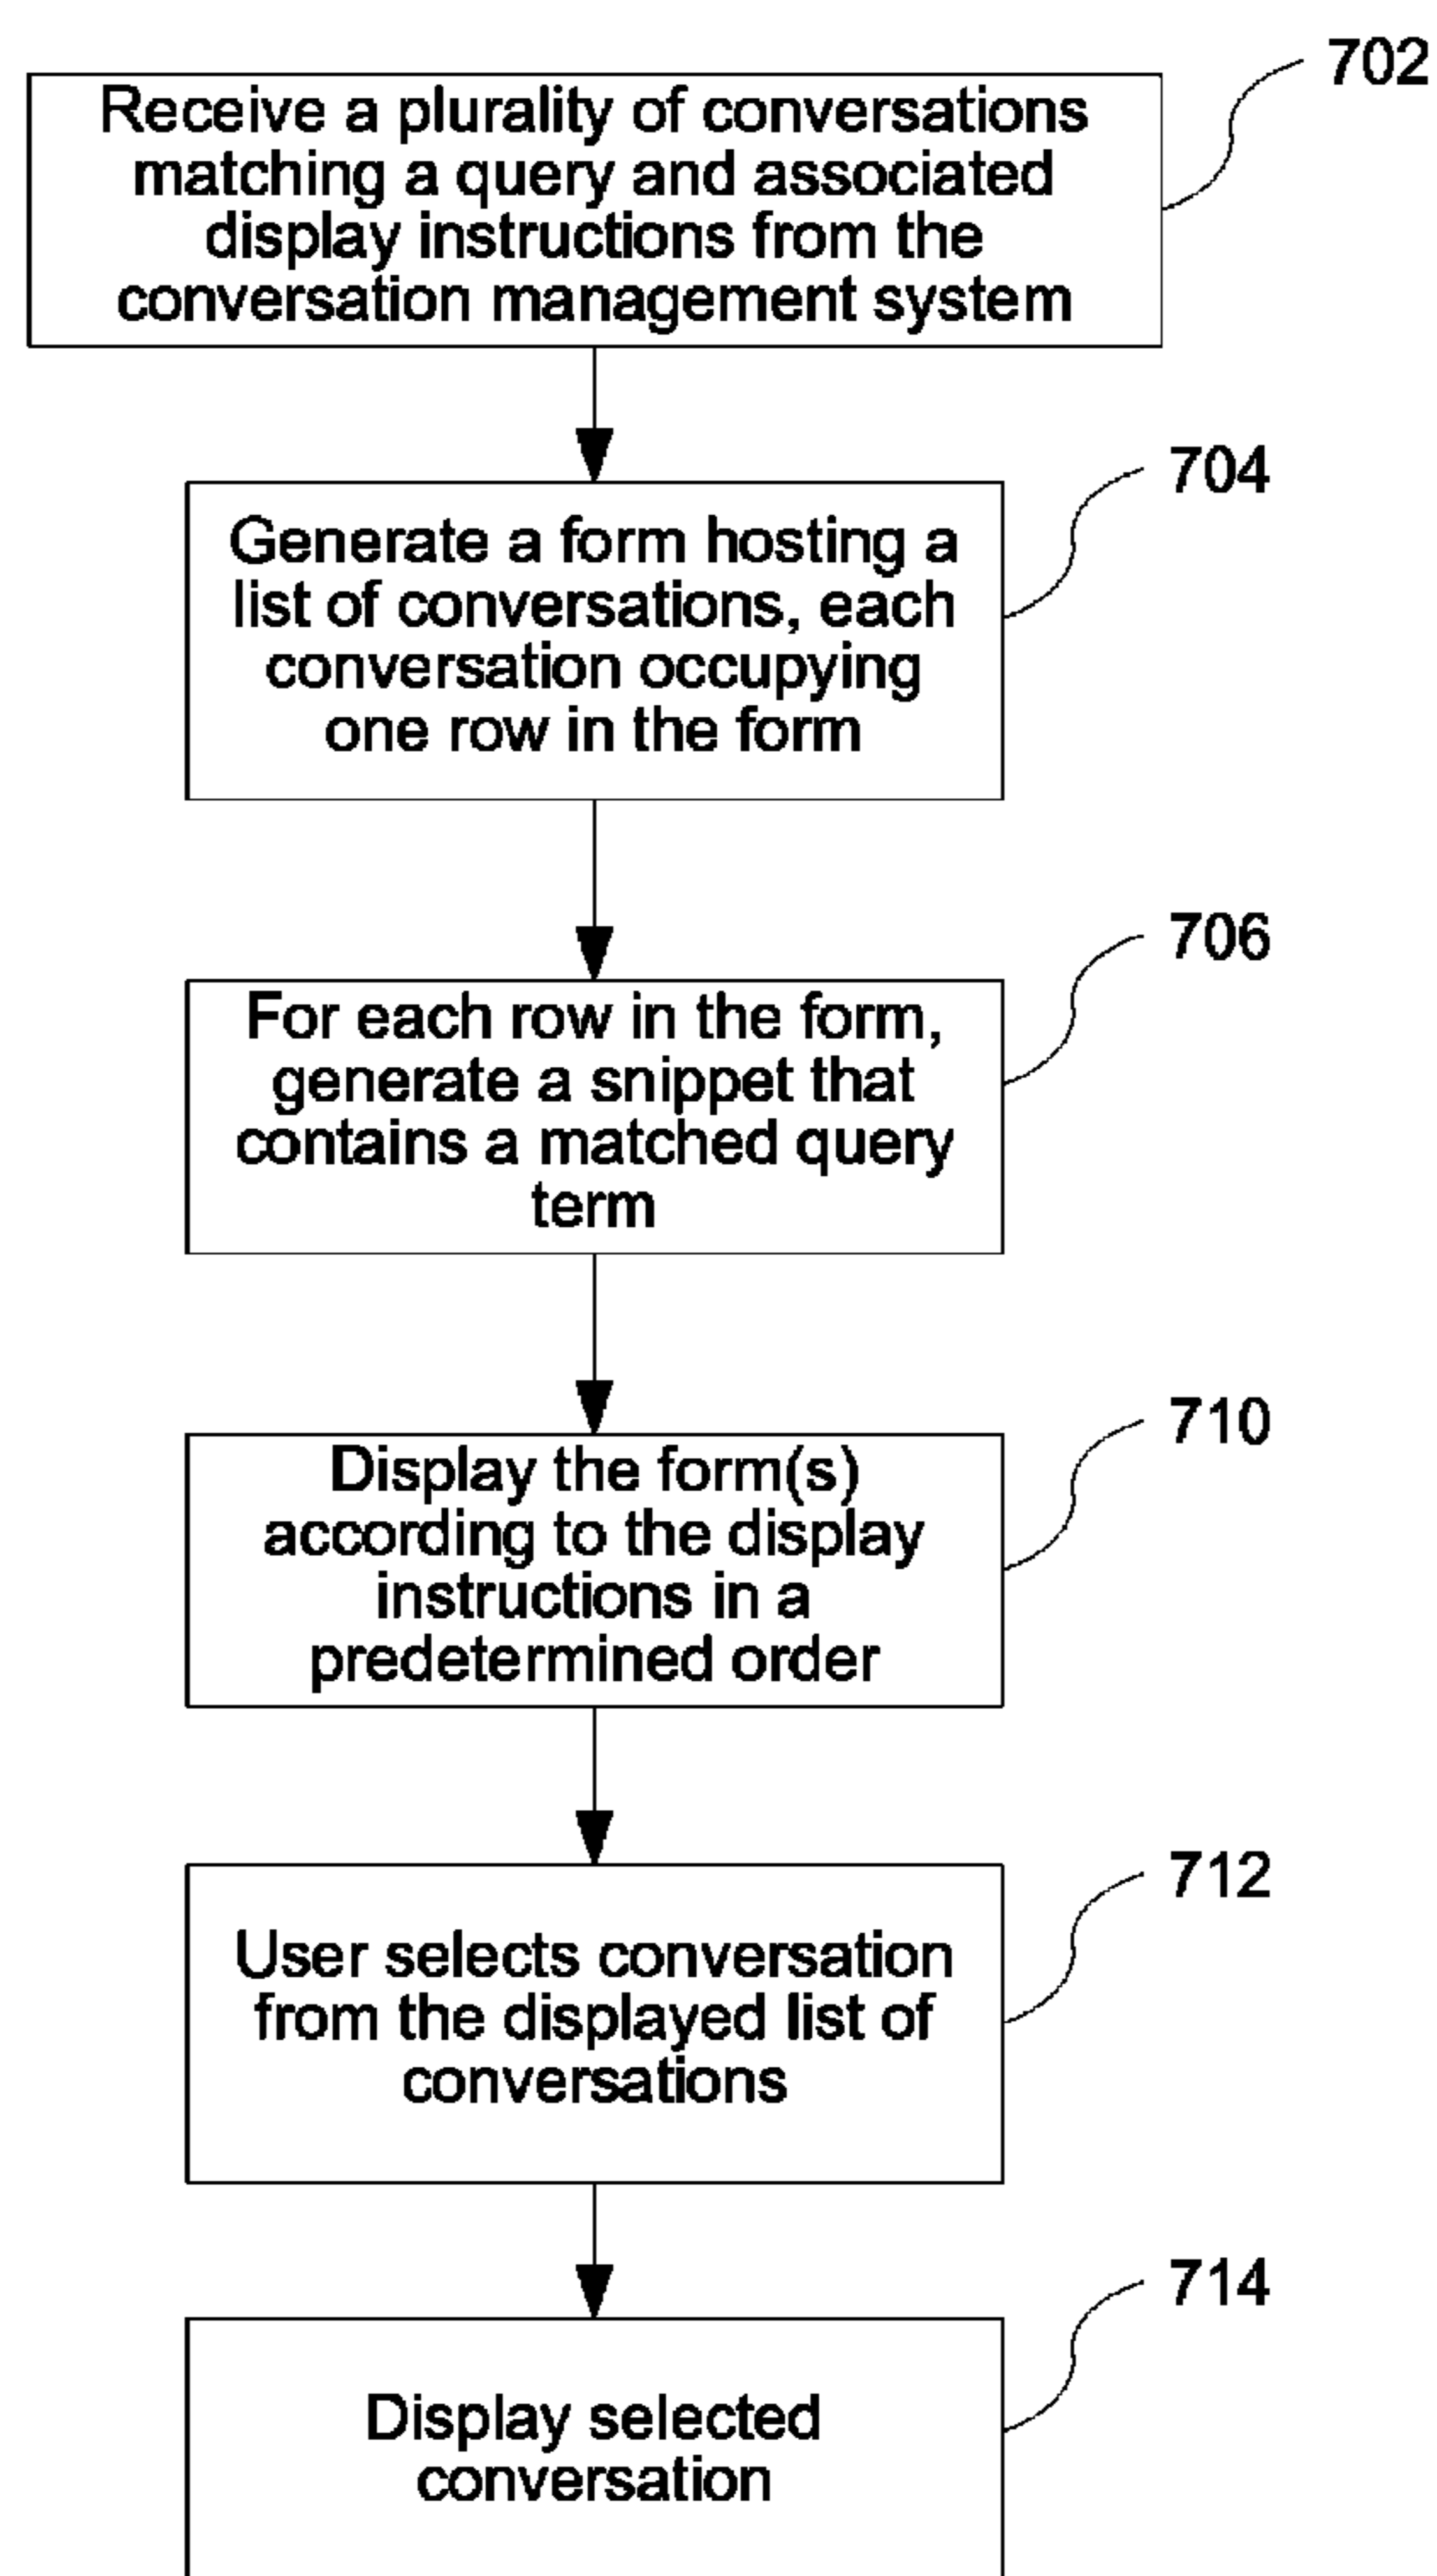 702
Receive a plurality of conversations
matching a query and associated
display instructions from the
conversation management system
704
Generate a form hosting a
list of conversations, each
conversation occupying
one row in the form
706
For each row in the form,
generate a snippet that
contains a matched query
term
710
Display the form(s)
according to the display
instructions in a
predetermined order
712
User selects conversation
from the displayed list of
conversations
714
Display selected
conversation